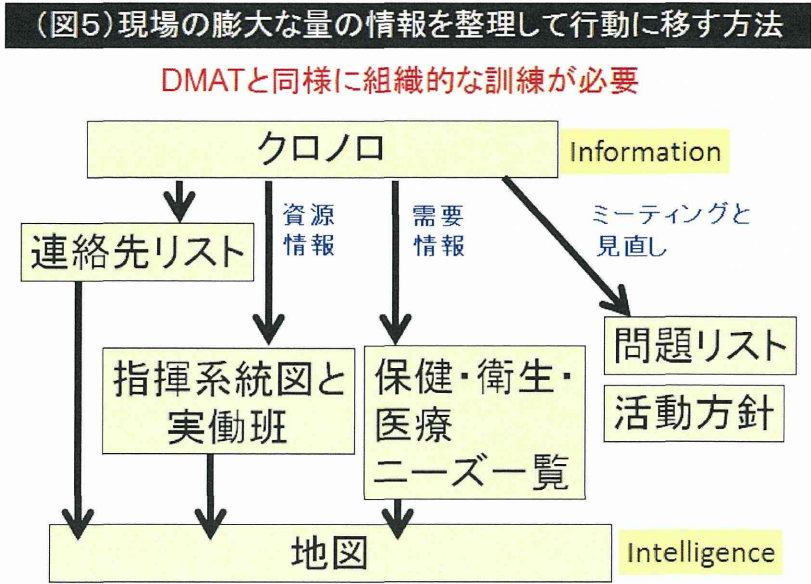 （図５）現場の膨大な量の情報を整理して行動に移す方法
DMATと同様に組織的な訓練が必要
クロノロ
Information
資源
情報
需要
情報
ミーティングと
見直し
連絡先リスト
指揮系統図と
実働班
保健・衛生・
医療
ニーズ一覧
問題リスト
活動方針
地図
Intelligence